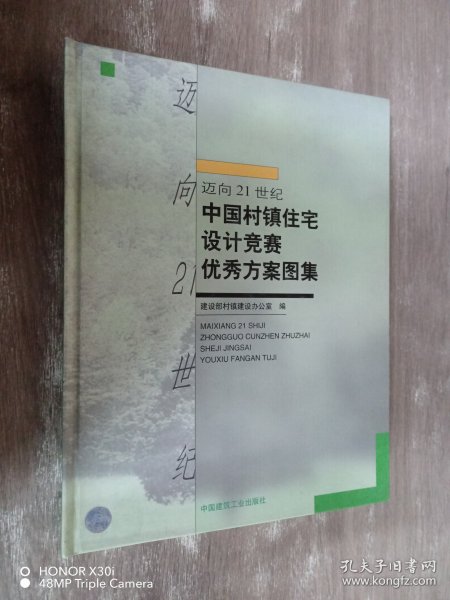 迈向21世纪
迈向 21 世纪
中国村镇住宅
设计竞赛
优秀方案图集
建设部村镇建设办公室 编
MAIXIANG 21 SHIJI
ZHONGGUO CUNZHEN ZHUZHAI
SHEJI JINGSAI
YOUXIU FANGAN TUJI
中国建筑工业出版社
HONOR X30i
48MP Triple Camera
孔夫子旧书网
www.kongfz.com